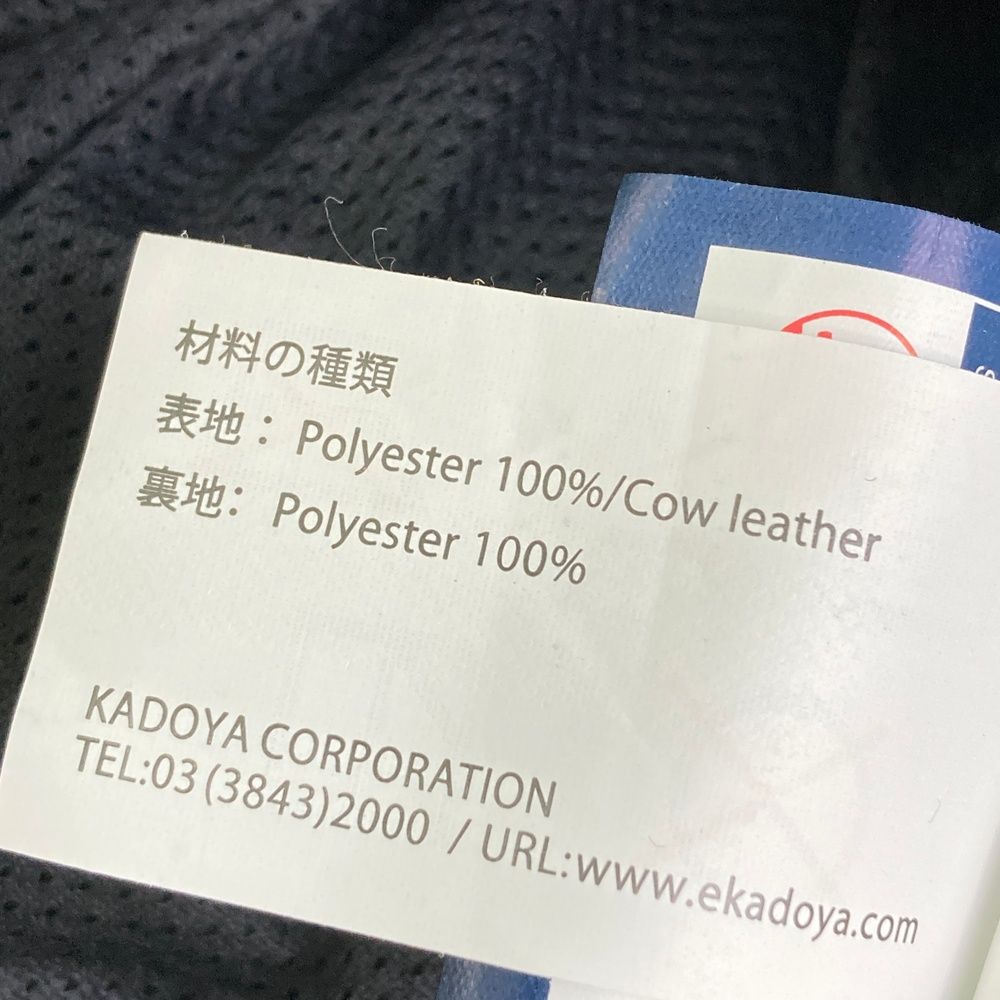 材料の種類
表地：Polyester 100%/Cow leather
裏地：Polyester 100%
KADOYA CORPORATION
TEL:03(3843)2000 / URL:www.ekadoya.com